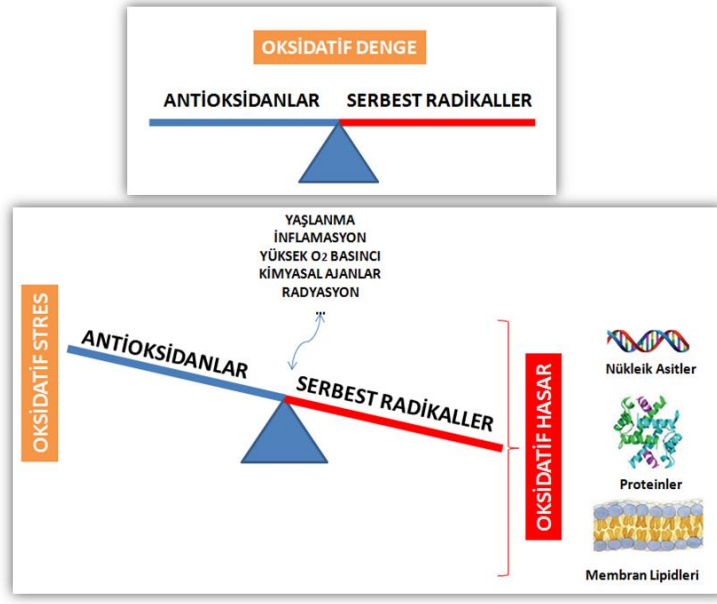 OKSİDATİF DENGE
ANTİOKSİDANLAR SERBEST RADİKALLER
YAŞLANMA
İNFLAMASYON
YÜKSEK O₂ BASINCI
KİMYASAL AJANLAR
RADYASYON
...
OKSİDATİF STRES
ANTİOKSİDANLAR
SERBEST RADİKALLER
OKSİDATİF HASAR
Nükleik Asitler
Proteinler
Membran Lipidleri